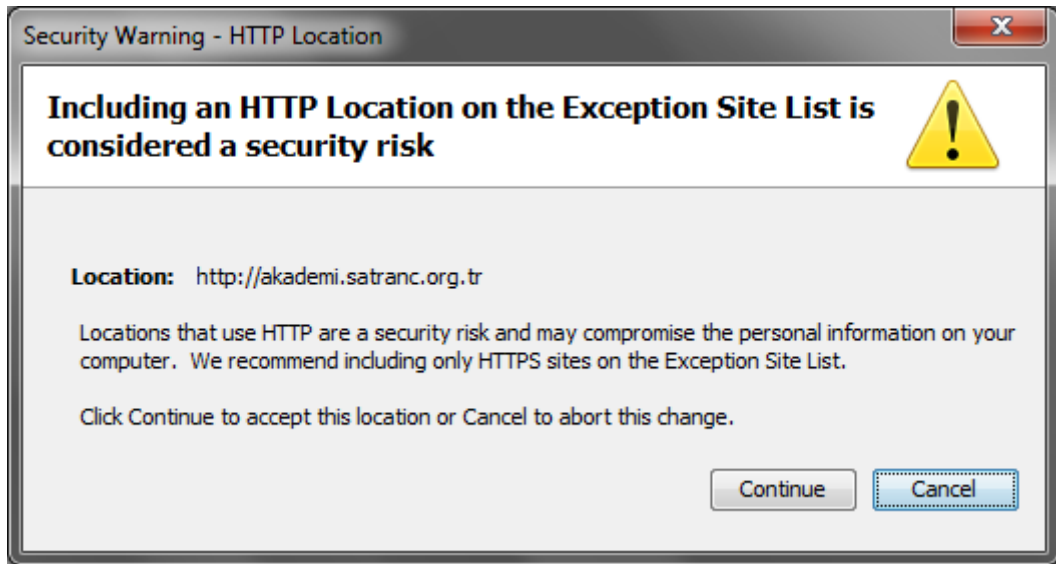 Security Warning - HTTP Location
Including an HTTP Location on the Exception Site List is
considered a security risk
Location: http://akademi.satranc.org.tr
Locations that use HTTP are a security risk and may compromise the personal information on your
computer. We recommend including only HTTPS sites on the Exception Site List.
Click Continue to accept this location or Cancel to abort this change.
Continue Cancel